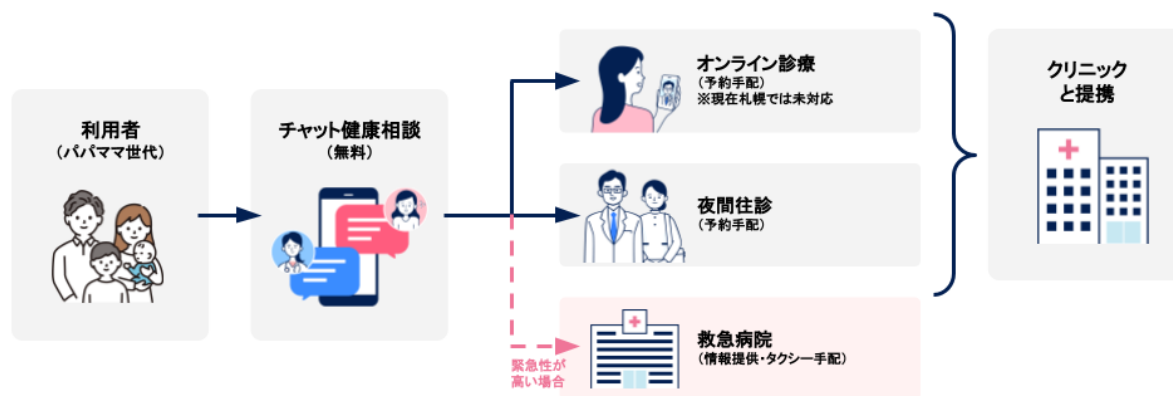 利用者
(パパママ世代)
チャット健康相談
(無料)
オンライン診療
(予約手配)
※現在札幌では未対応
夜間往診
(予約手配)
緊急性が
高い場合
救急病院
(情報提供・タクシー手配)
クリニック
と提携